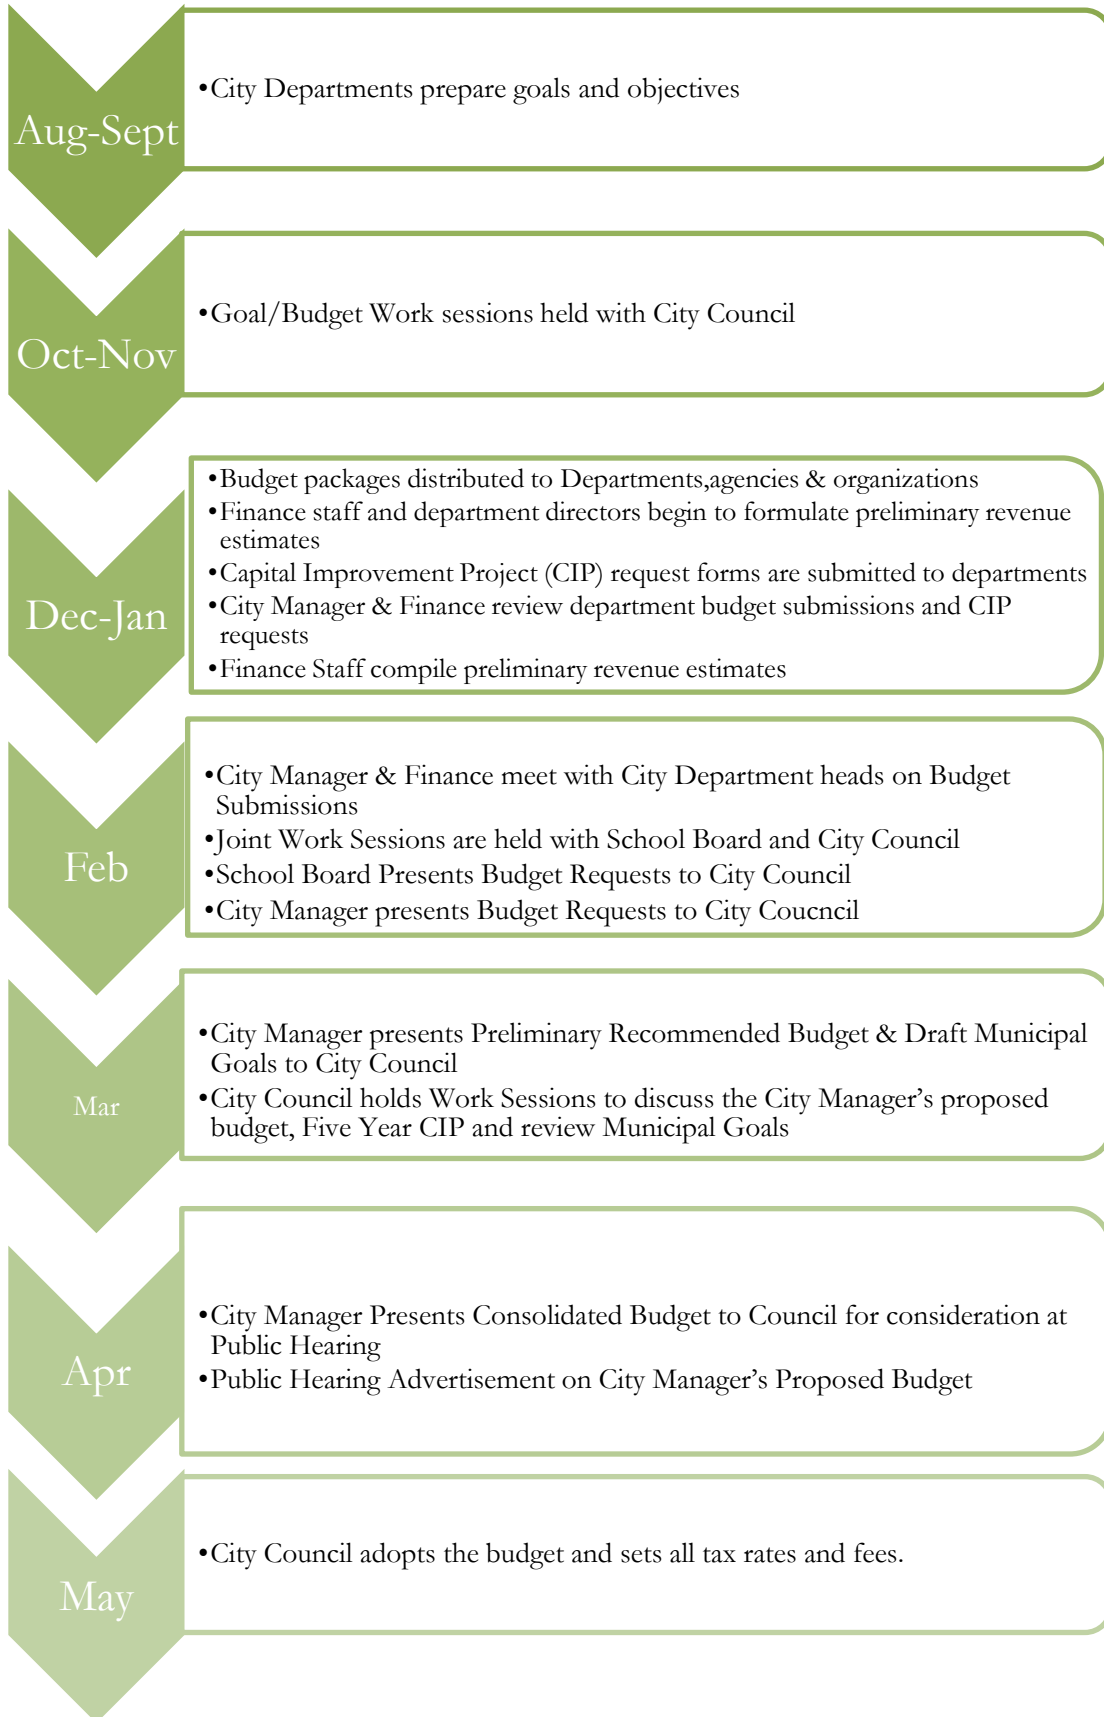 Aug-Sept
•City Departments prepare goals and objectives
Oct-Nov
•Goal/Budget Work sessions held with City Council
Dec-Jan
•Budget packages distributed to Departments,agencies & organizations
•Finance staff and department directors begin to formulate preliminary revenue
estimates
•Capital Improvement Project (CIP) request forms are submitted to departments
•City Manager & Finance review department budget submissions and CIP
requests
•Finance Staff compile preliminary revenue estimates
Feb
•City Manager & Finance meet with City Department heads on Budget
Submissions
•Joint Work Sessions are held with School Board and City Council
•School Board Presents Budget Requests to City Council
•City Manager presents Budget Requests to City Coucncil
Mar
•City Manager presents Preliminary Recommended Budget & Draft Municipal
Goals to City Council
•City Council holds Work Sessions to discuss the City Manager’s proposed
budget, Five Year CIP and review Municipal Goals
Apr
•City Manager Presents Consolidated Budget to Council for consideration at
Public Hearing
•Public Hearing Advertisement on City Manager’s Proposed Budget
May
•City Council adopts the budget and sets all tax rates and fees.